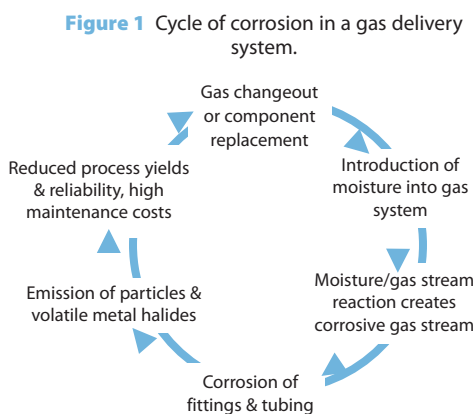 Figure 1 Cycle of corrosion in a gas delivery
system.
Gas changeout
or component
replacement
Introduction of
moisture into gas
system
Moisture/gas stream
reaction creates
corrosive gas stream
Corrosion of
fittings & tubing
Emission of particles &
volatile metal halides
Reduced process yields
& reliability, high
maintenance costs